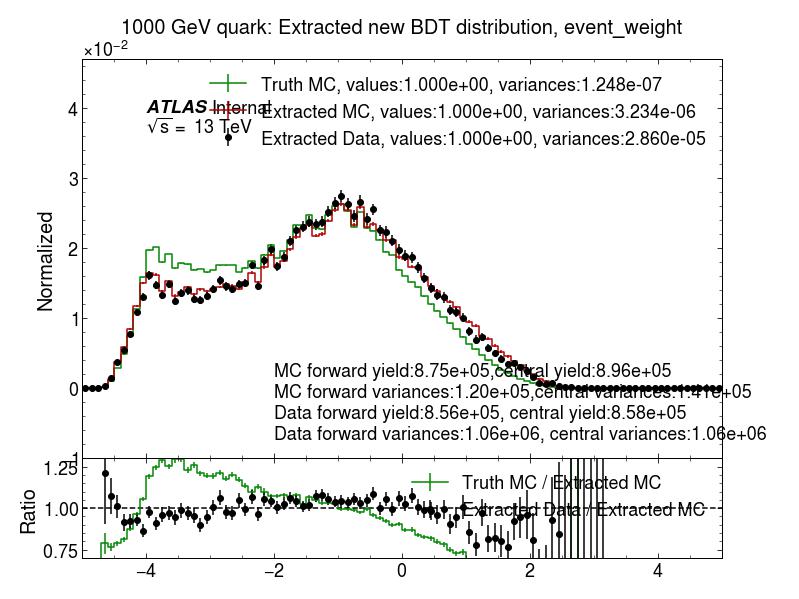 1000 GeV quark: Extracted new BDT distribution, event_weight
×10⁻²
Truth MC, values:1.000e+00, variances:1.248e-07
ATLAS Internal
Extracted MC, values:1.000e+00, variances:3.234e-06
√s = 13 TeV
Extracted Data, values:1.000e+00, variances:2.860e-05
4
3
2
1
0
Normalized
MC forward yield:8.75e+05,central yield:8.96e+05
MC forward variances:1.20e+05,central variances:1.41e+05
Data forward yield:8.56e+05, central yield:8.58e+05
Data forward variances:1.06e+06, central variances:1.06e+06
1
1.25
1.00
0.75
Ratio
Truth MC / Extracted MC
Extracted Data / Extracted MC
−4 −2 0 2 4